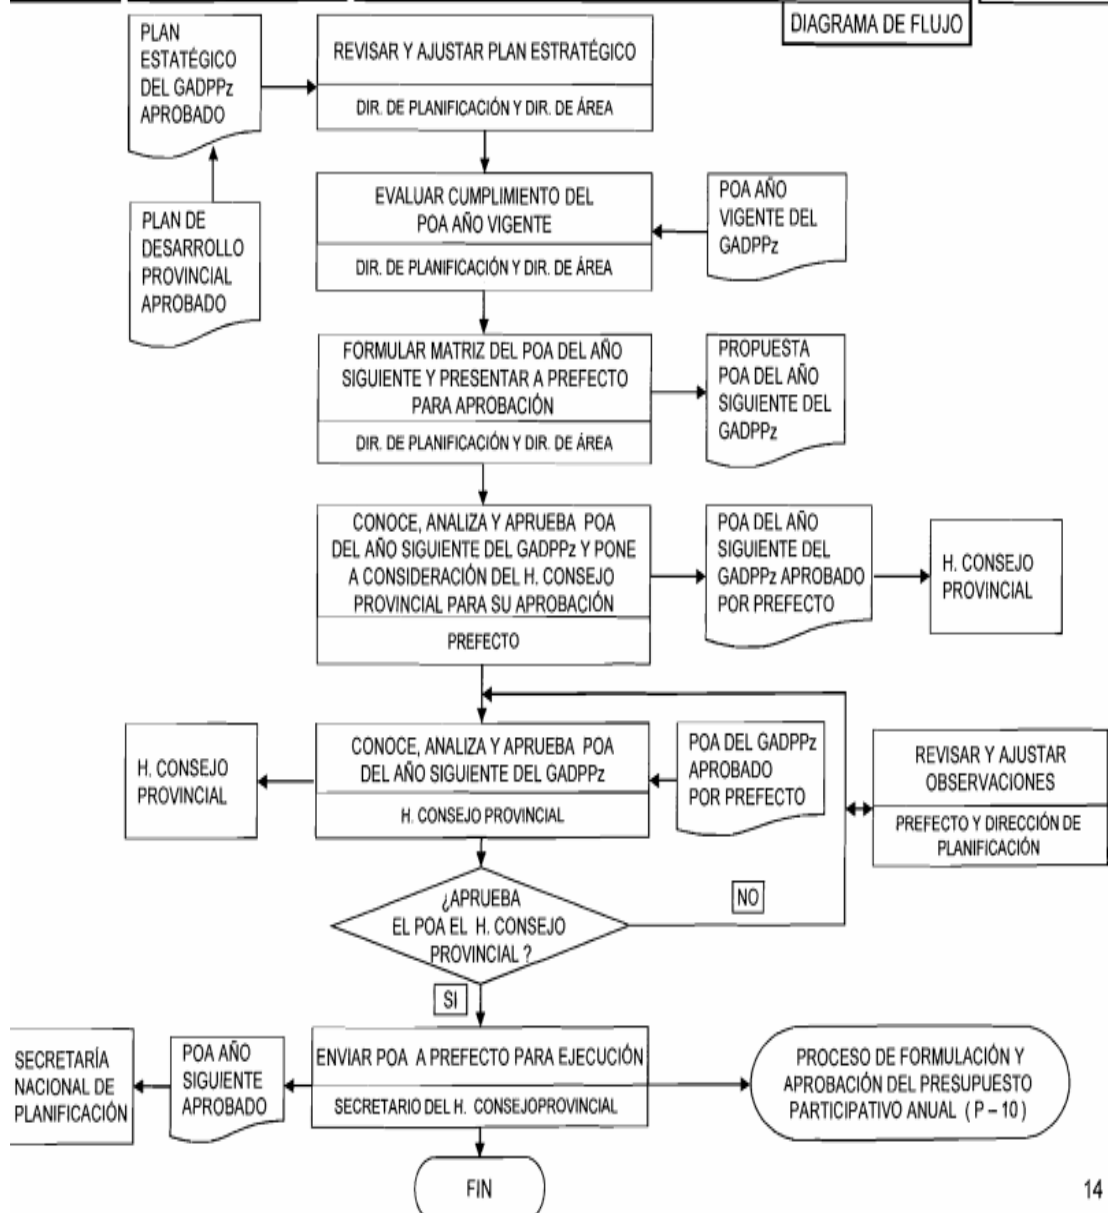 DIAGRAMA DE FLUJO
PLAN
ESTATÉGICO
DEL GADPPz
APROBADO
REVISAR Y AJUSTAR PLAN ESTRATÉGICO
DIR. DE PLANIFICACIÓN Y DIR. DE ÁREA
PLAN DE
DESARROLLO
PROVINCIAL
APROBADO
EVALUAR CUMPLIMIENTO DEL
POA AÑO VIGENTE
DIR. DE PLANIFICACIÓN Y DIR. DE ÁREA
POA AÑO
VIGENTE DEL
GADPPz
FORMULAR MATRIZ DEL POA DEL AÑO
SIGUIENTE Y PRESENTAR A PREFECTO
PARA APROBACIÓN
DIR. DE PLANIFICACIÓN Y DIR. DE ÁREA
PROPUESTA
POA DEL AÑO
SIGUIENTE DEL
GADPPz
CONOCE, ANALIZA Y APRUEBA POA
DEL AÑO SIGUIENTE DEL GADPPz Y PONE
A CONSIDERACIÓN DEL H. CONSEJO
PROVINCIAL PARA SU APROBACIÓN
PREFECTO
POA DEL AÑO
SIGUIENTE DEL
GADPPz APROBADO
POR PREFECTO
H. CONSEJO
PROVINCIAL
H. CONSEJO
PROVINCIAL
CONOCE, ANALIZA Y APRUEBA POA
DEL AÑO SIGUIENTE DEL GADPPz
H. CONSEJO PROVINCIAL
POA DEL GADPPz
APROBADO
POR PREFECTO
REVISAR Y AJUSTAR
OBSERVACIONES
PREFECTO Y DIRECCIÓN DE
PLANIFICACIÓN
¿APRUEBA
EL POA EL H. CONSEJO
PROVINCIAL ?
NO
SI
SECRETARÍA
NACIONAL DE
PLANIFICACIÓN
POA AÑO
SIGUIENTE
APROBADO
ENVIAR POA A PREFECTO PARA EJECUCIÓN
SECRETARIO DEL H. CONSEJOPROVINCIAL
PROCESO DE FORMULACIÓN Y
APROBACIÓN DEL PRESUPUESTO
PARTICIPATIVO ANUAL ( P – 10 )
FIN
14